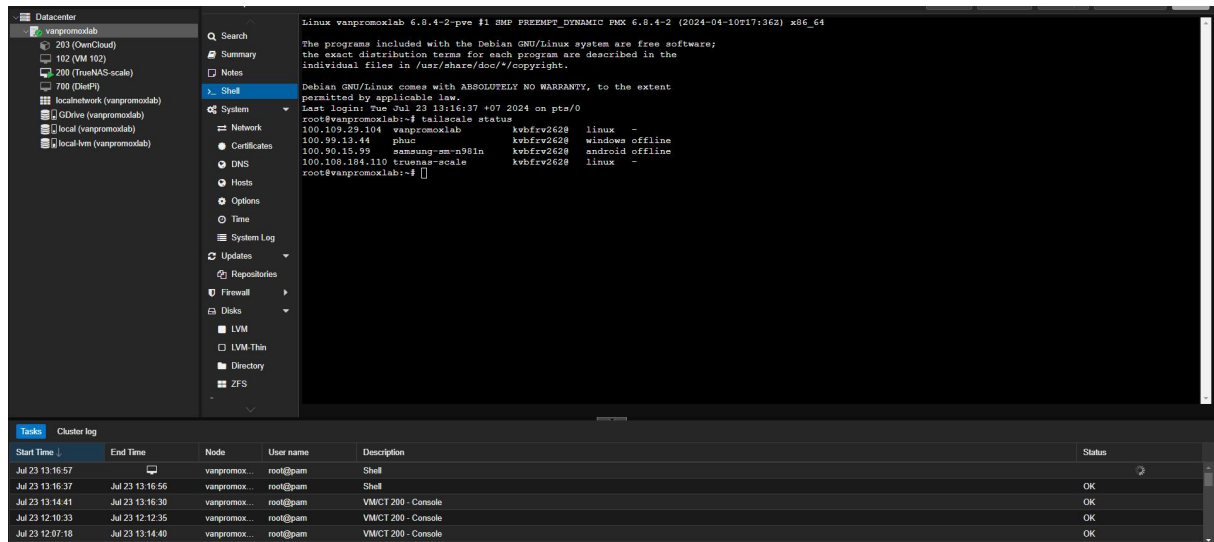 Datacenter
vanpromoxlab
203 (OwnCloud)
102 (VM 102)
200 (TrueNAS-scale)
700 (DietPi)
localnetwork (vanpromoxlab)
GDrive (vanpromoxlab)
local (vanpromoxlab)
local-lvm (vanpromoxlab)
Search
Summary
Notes
>_ Shell
System
Network
Certificates
DNS
Hosts
Options
Time
System Log
Updates
Repositories
Firewall
Disks
LVM
LVM-Thin
Directory
ZFS
Linux vanpromoxlab 6.8.4-2-pve #1 SMP PREEMPT_DYNAMIC PMX 6.8.4-2 (2024-04-10T17:36Z) x86_64
The programs included with the Debian GNU/Linux system are free software;
the exact distribution terms for each program are described in the
individual files in /usr/share/doc/*/copyright.
Debian GNU/Linux comes with ABSOLUTELY NO WARRANTY, to the extent
permitted by applicable law.
Last login: Tue Jul 23 13:16:37 +07 2024 on pts/0
root@vanpromoxlab:~# tailscale status
100.109.29.104 vanpromoxlab kvbfrv262@ linux -
100.99.13.44 phuc kvbfrv262@ windows offline
100.90.15.99 samsung-sm-n981n kvbfrv262@ android offline
100.108.184.110 truenas-scale kvbfrv262@ linux -
root@vanpromoxlab:~#
Tasks Cluster log
Start Time ↓ End Time Node User name Description Status
Jul 23 13:16:57 vanpromox... root@pam Shell
Jul 23 13:16:37 Jul 23 13:16:56 vanpromox... root@pam Shell OK
Jul 23 13:14:41 Jul 23 13:16:30 vanpromox... root@pam VM/CT 200 - Console OK
Jul 23 12:10:33 Jul 23 12:12:35 vanpromox... root@pam VM/CT 200 - Console OK
Jul 23 12:07:18 Jul 23 13:14:40 vanpromox... root@pam VM/CT 200 - Console OK